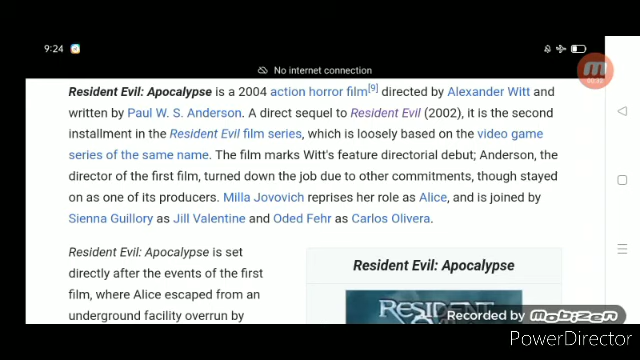 9:24
No internet connection
00:32
Resident Evil: Apocalypse is a 2004 action horror film[9] directed by Alexander Witt and
written by Paul W. S. Anderson. A direct sequel to Resident Evil (2002), it is the second
installment in the Resident Evil film series, which is loosely based on the video game
series of the same name. The film marks Witt's feature directorial debut; Anderson, the
director of the first film, turned down the job due to other commitments, though stayed
on as one of its producers. Milla Jovovich reprises her role as Alice, and is joined by
Sienna Guillory as Jill Valentine and Oded Fehr as Carlos Olivera.
Resident Evil: Apocalypse is set
directly after the events of the first
film, where Alice escaped from an
underground facility overrun by
Resident Evil: Apocalypse
RESIDENT
Recorded by Mobizen
PowerDirector